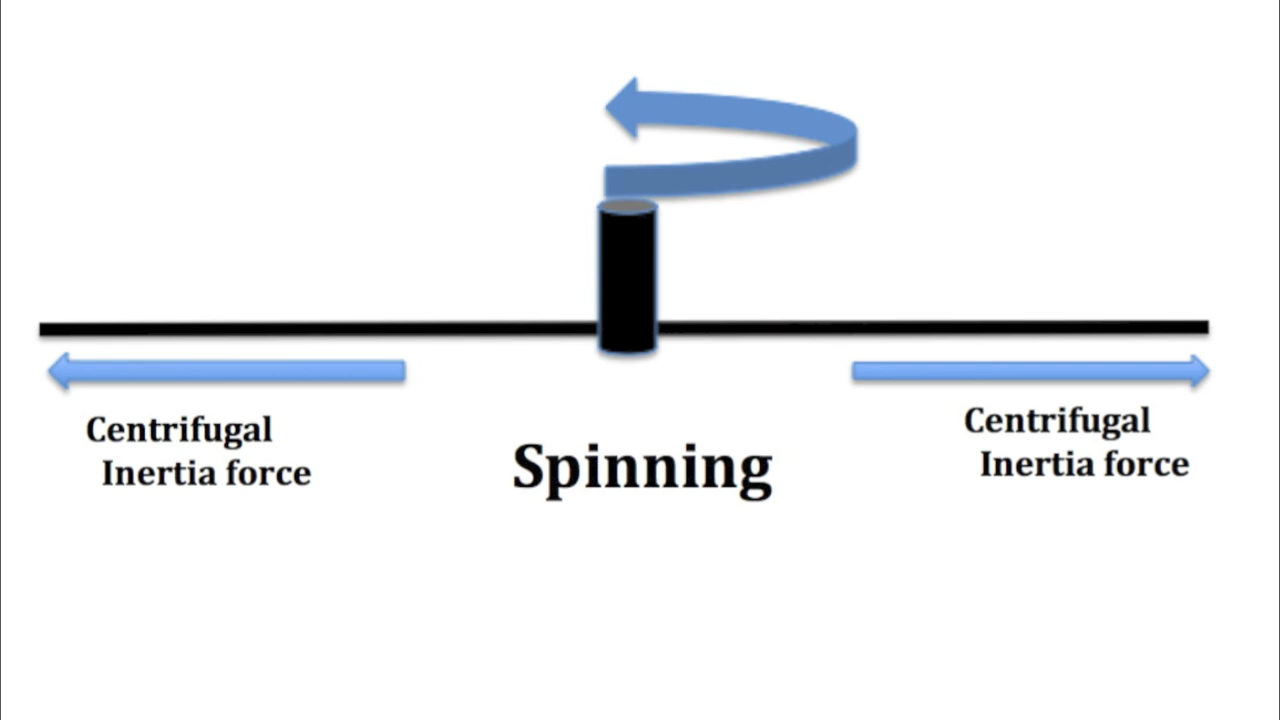 Centrifugal
Inertia force
Spinning
Centrifugal
Inertia force